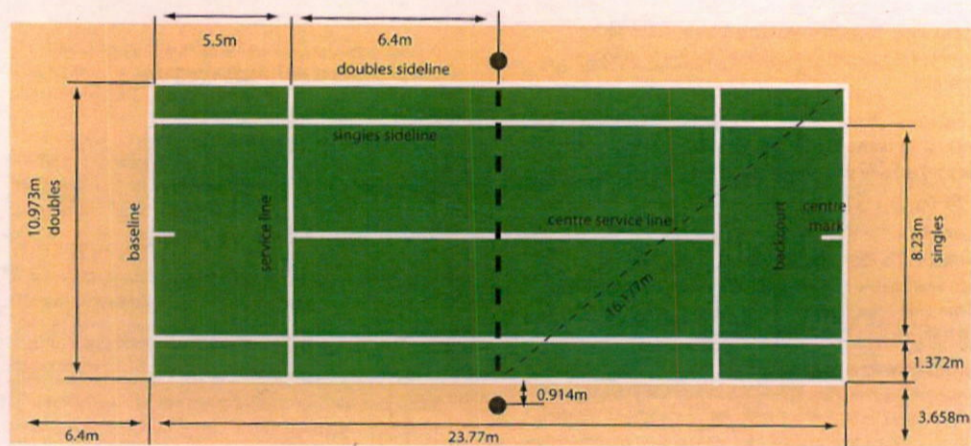 5.5m
6.4m
doubles sideline
singles sideline
10.973m
doubles
baseline
service line
centre service line
backcourt
centre
mark
8.23m
singles
16.177m
1.372m
0.914m
3.658m
6.4m
23.77m